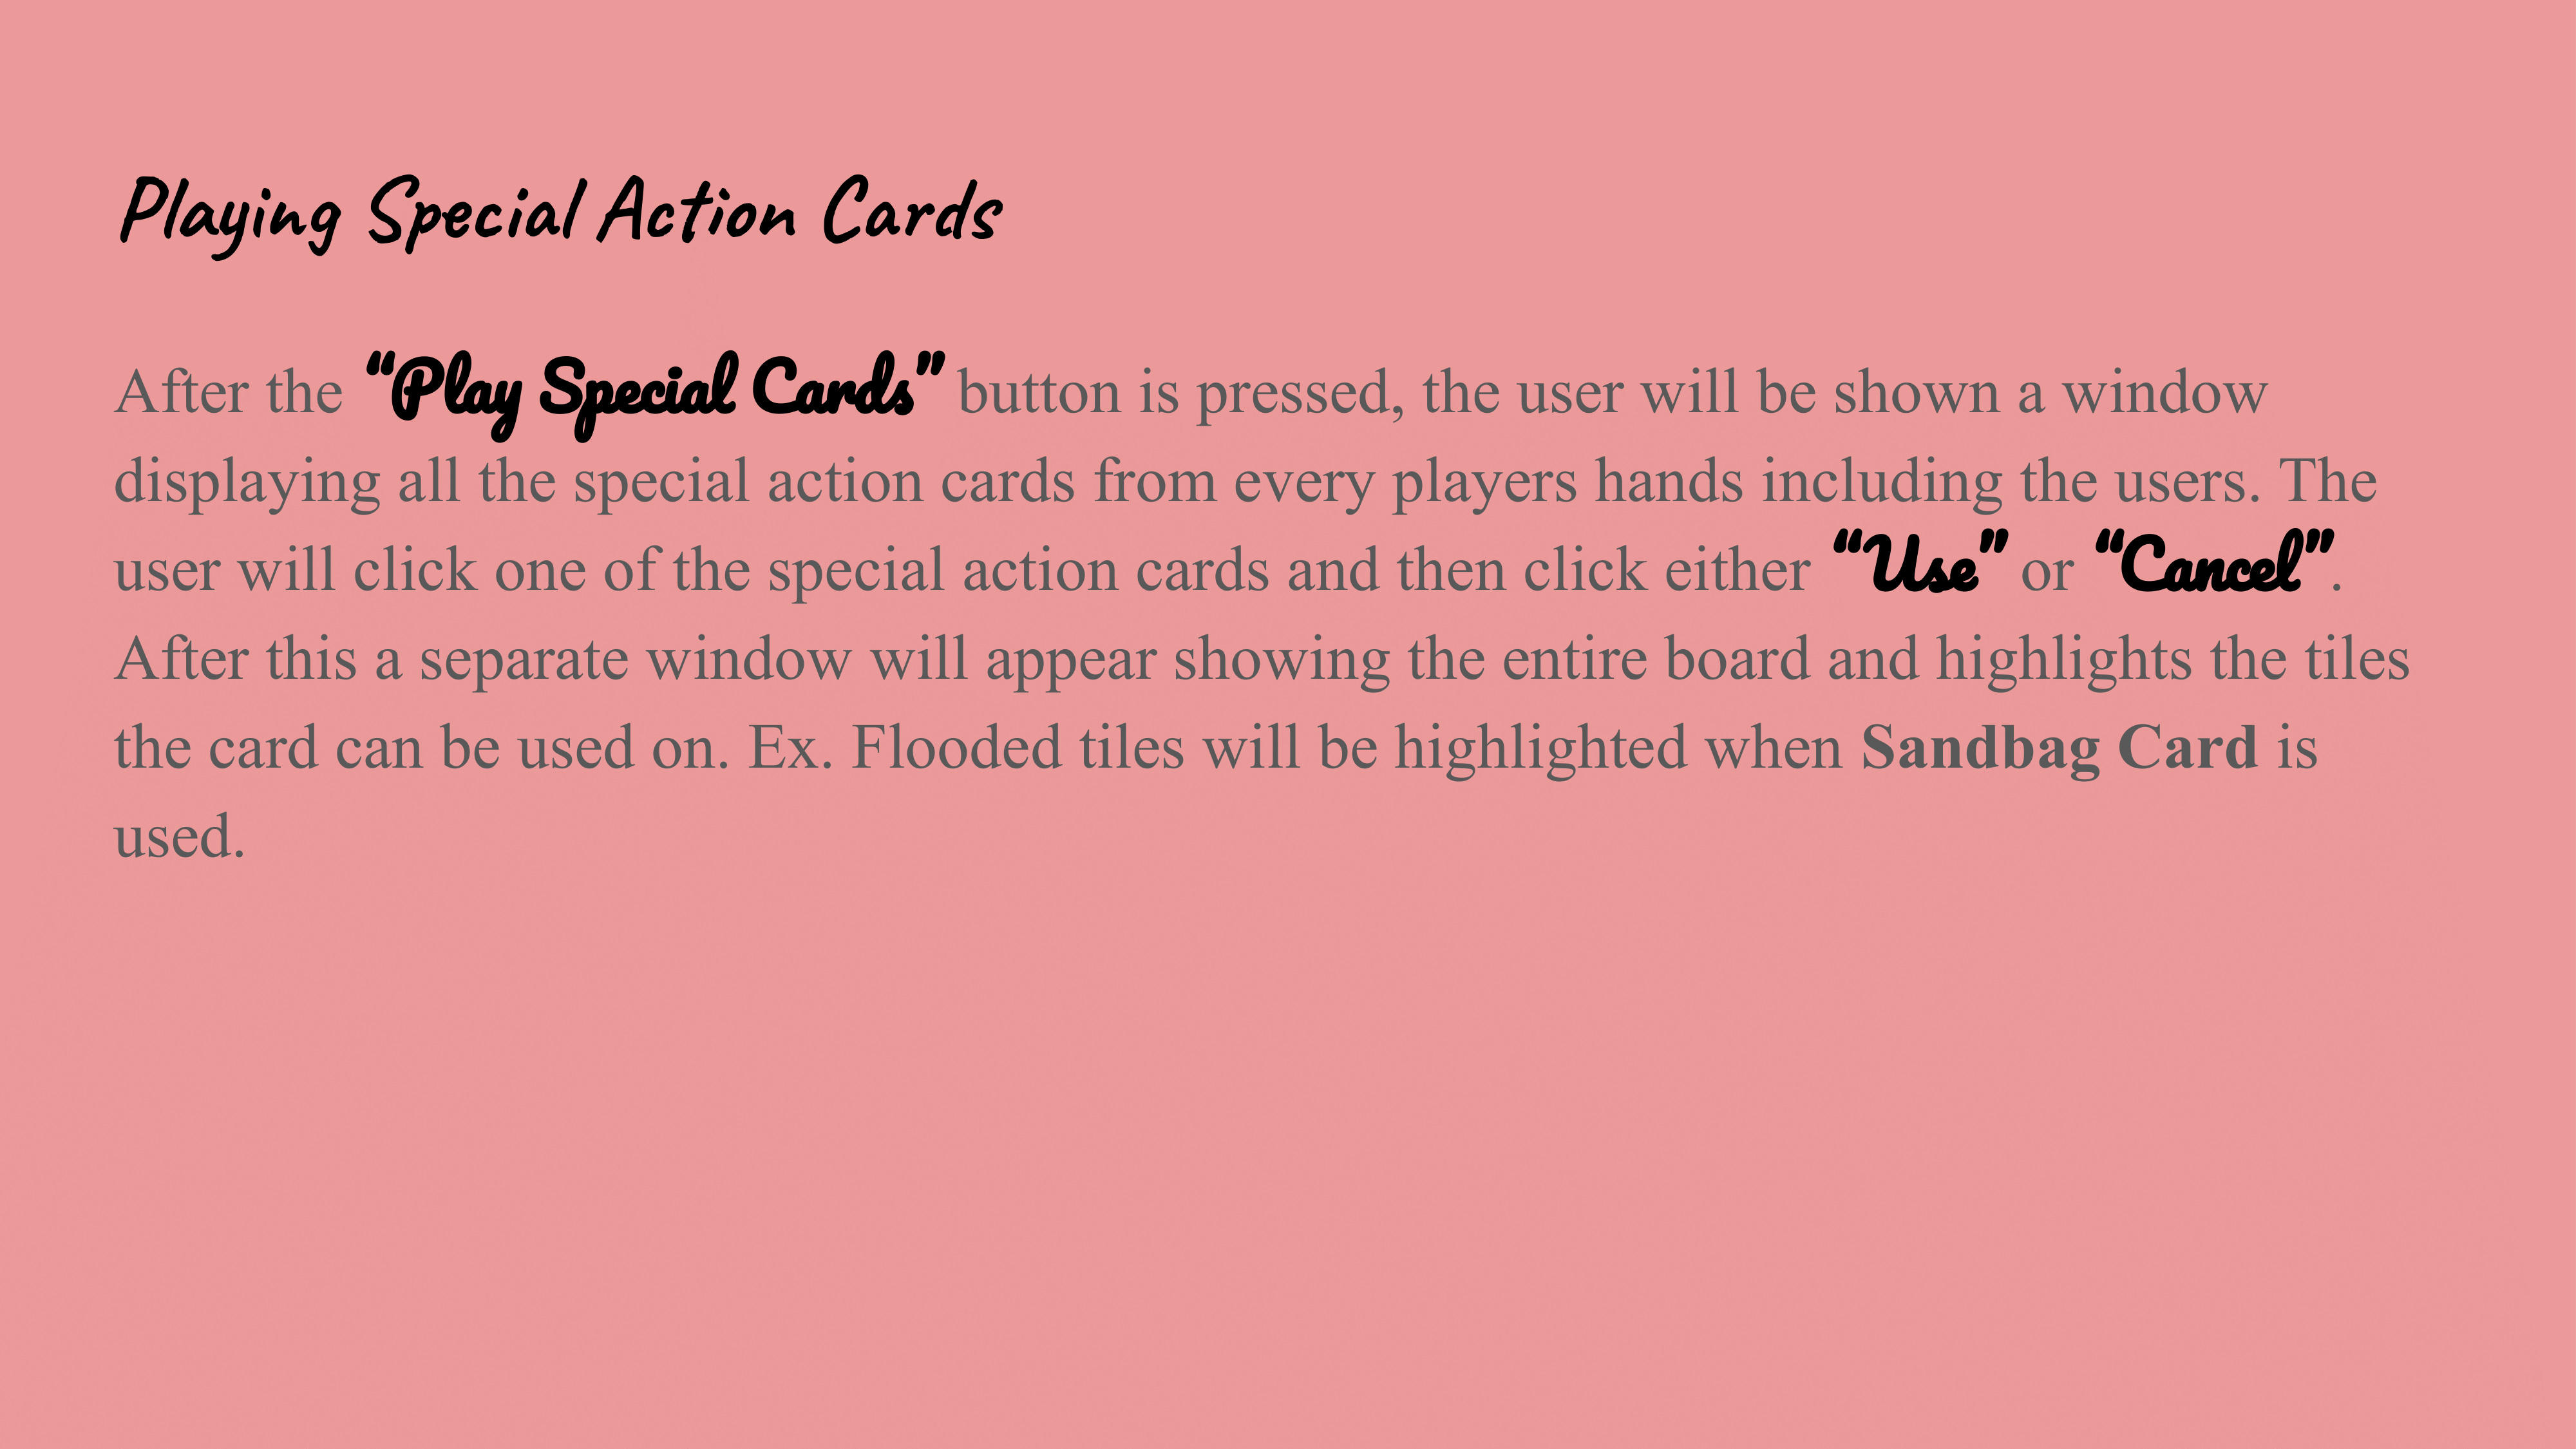 Playing Special Action Cards
After the “Play Special Cards” button is pressed, the user will be shown a window
displaying all the special action cards from every players hands including the users. The
user will click one of the special action cards and then click either “Use” or “Cancel”.
After this a separate window will appear showing the entire board and highlights the tiles
the card can be used on. Ex. Flooded tiles will be highlighted when Sandbag Card is
used.